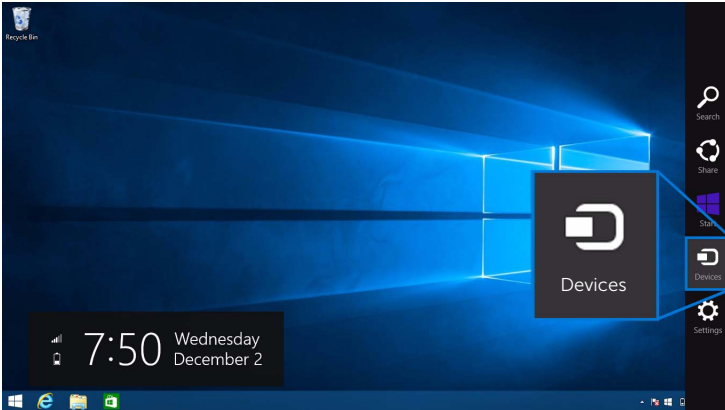 Recycle Bin
Search
Share
Start
Devices
Devices
Settings
7:50
Wednesday
December 2